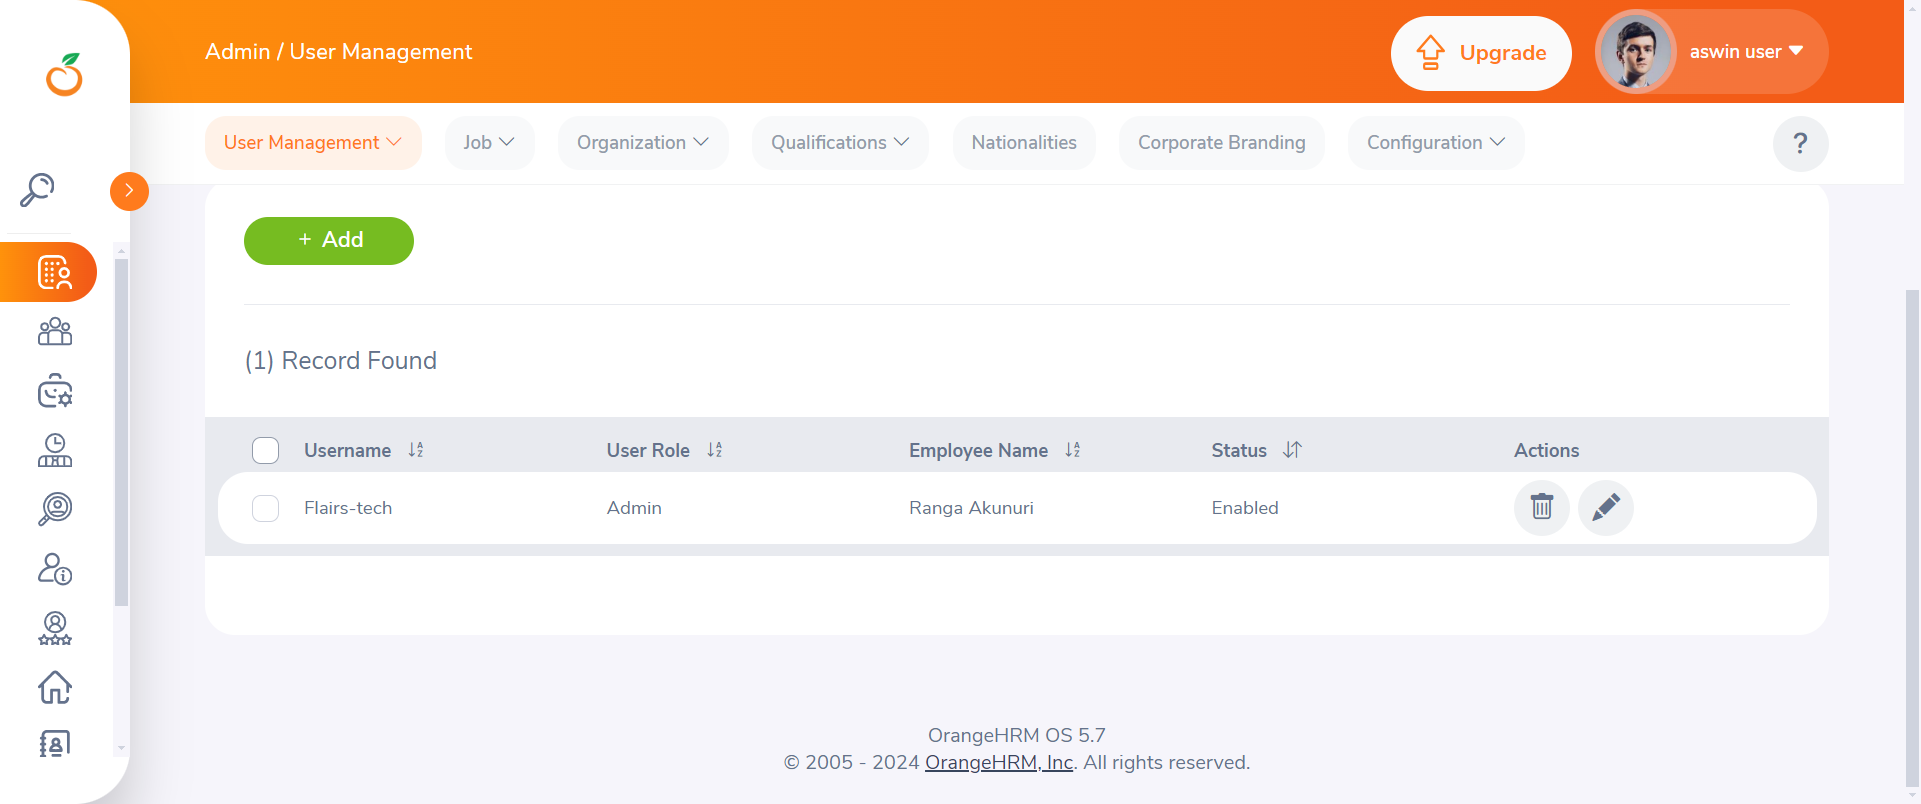 Admin / User Management
Upgrade
aswin user
User Management
Job
Organization
Qualifications
Nationalities
Corporate Branding
Configuration
?
+ Add
(1) Record Found
Username
User Role
Employee Name
Status
Actions
Flairs-tech
Admin
Ranga Akunuri
Enabled
OrangeHRM OS 5.7
© 2005 - 2024 OrangeHRM, Inc. All rights reserved.